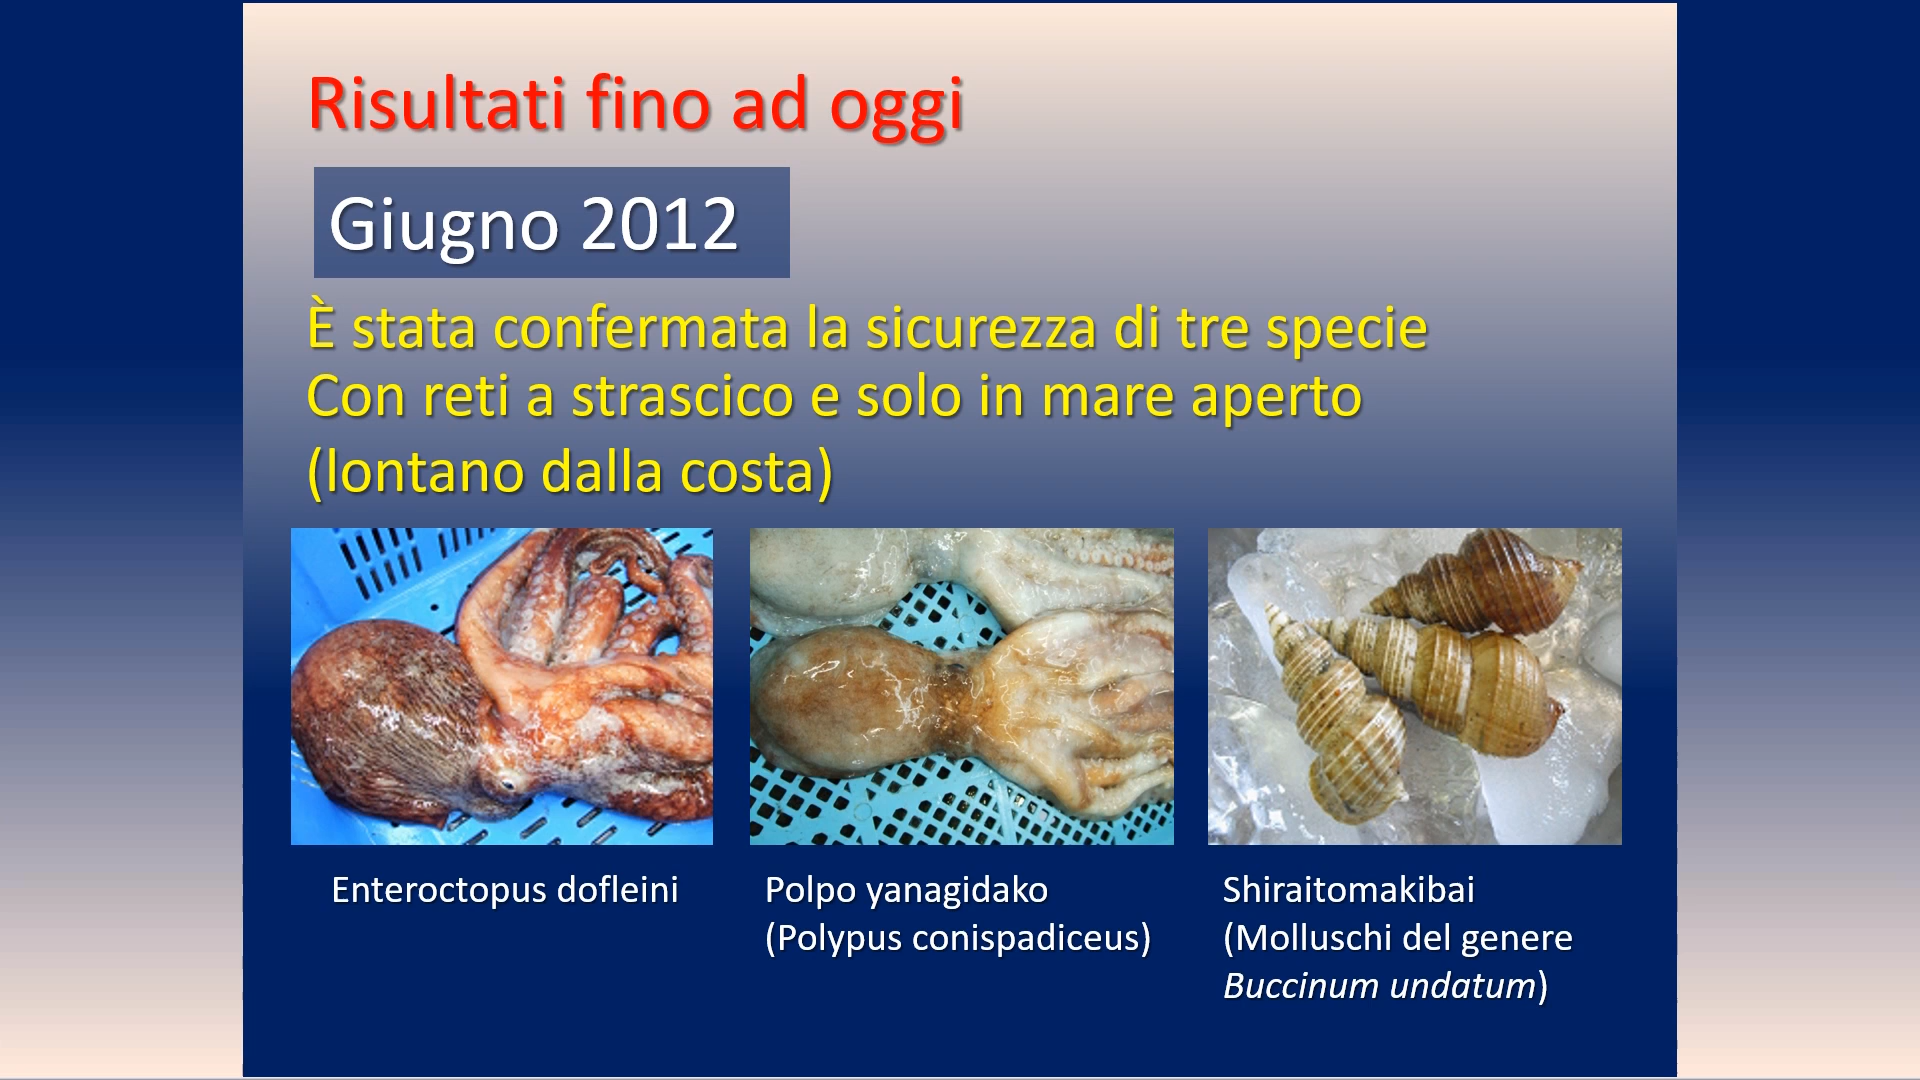 Risultati fino ad oggi
Giugno 2012
È stata confermata la sicurezza di tre specie
Con reti a strascico e solo in mare aperto
(lontano dalla costa)
Enteroctopus dofleini
Polpo yanagidako
(Polypus conispadiceus)
Shiraitomakibai
(Molluschi del genere
Buccinum undatum)